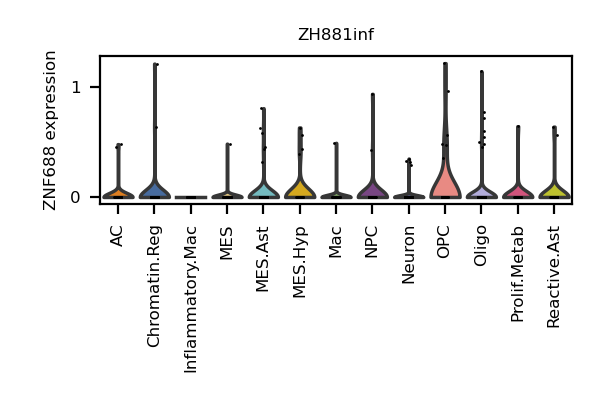 ZH881inf
ZNF688 expression
1
0
AC
Chromatin.Reg
Inflammatory.Mac
MES
MES.Ast
MES.Hyp
Mac
NPC
Neuron
OPC
Oligo
Prolif.Metab
Reactive.Ast